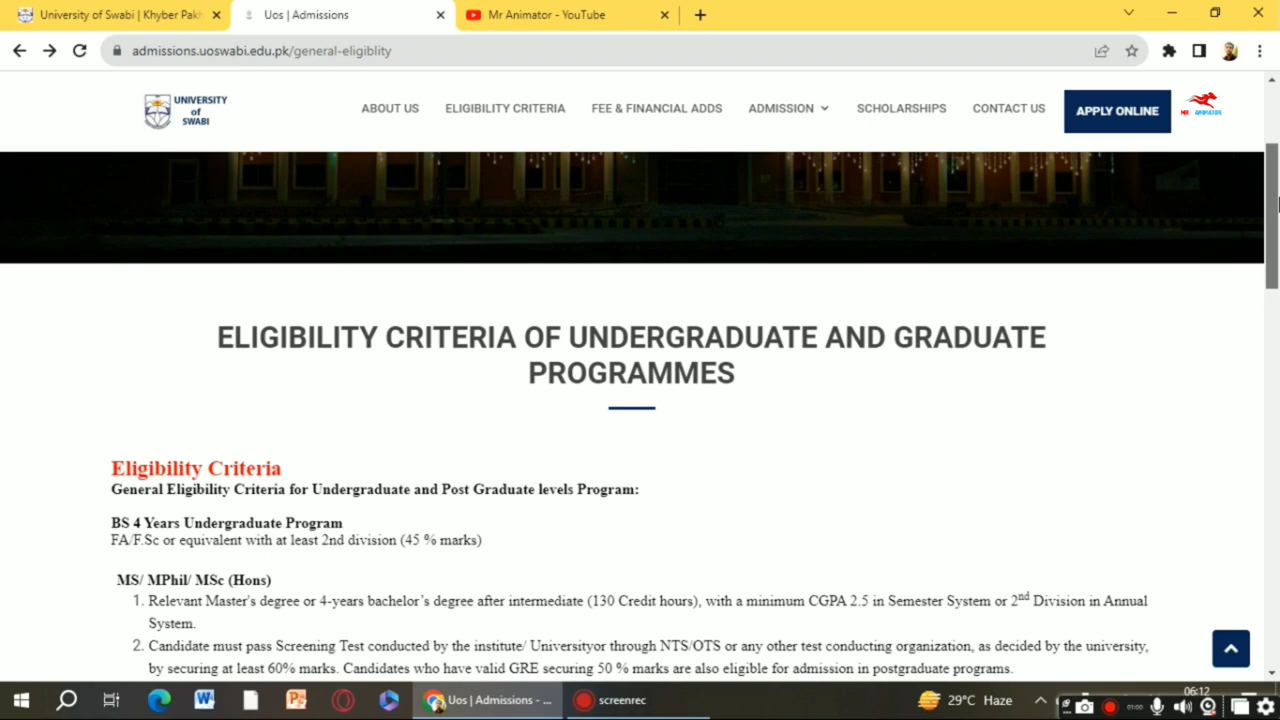 University of Swabi | Khyber Pakh
Uos | Admissions
Mr Animator - YouTube
admissions.uoswabi.edu.pk/general-eligiblity
UNIVERSITY
of
SWABI
ABOUT US
ELIGIBILITY CRITERIA
FEE & FINANCIAL ADDS
ADMISSION
SCHOLARSHIPS
CONTACT US
APPLY ONLINE
MR ANIMATOR
ELIGIBILITY CRITERIA OF UNDERGRADUATE AND GRADUATE
PROGRAMMES
Eligibility Criteria
General Eligibility Criteria for Undergraduate and Post Graduate levels Program:
BS 4 Years Undergraduate Program
FA/F.Sc or equivalent with at least 2nd division (45 % marks)
MS/ MPhil/ MSc (Hons)
1. Relevant Master's degree or 4-years bachelor’s degree after intermediate (130 Credit hours), with a minimum CGPA 2.5 in Semester System or 2nd Division in Annual
System.
2. Candidate must pass Screening Test conducted by the institute/ Universityor through NTS/OTS or any other test conducting organization, as decided by the university,
by securing at least 60% marks. Candidates who have valid GRE securing 50 % marks are also eligible for admission in postgraduate programs.
Uos | Admissions - ...
screenrec
29°C Haze
06:12
01:00